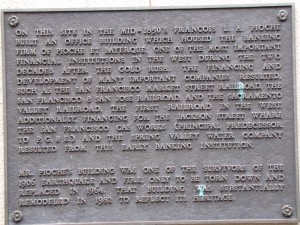 ON THIS SITE IN THE MID-1850'S FRANCOIS L. A. PIOCHE
BUILT AN OFFICE BUILDING WHICH HOUSED THE BANKING
FIRM OF PIOCHE ET BAYERQUE, ONE OF THE MOST IMPORTANT
FINANCIAL INSTITUTIONS IN THE WEST DURING THE TWO
DECADES AFTER THE GOLD RUSH. THE FINANCING AND
DEVELOPMENT OF MANY IMPORTANT COMPANIES RESULTED,
SUCH AS THE SAN FRANCISCO MARKET STREET RAILROAD, THE
SAN FRANCISCO & SAN JOSE RAILROAD AND SACRAMENTO
VALLEY RAILROAD, THE FIRST RAILROAD IN THE WEST.
ADDITIONALLY FINANCING FOR THE JACKSON STREET WHARF,
THE SAN FRANCISCO GAS WORKS, PRINCIPAL PREDECESSOR
TO P.G.&E. AND THE SPRING VALLEY WATER COMPANY
RESULTED FROM THIS EARLY BANKING INSTITUTION.
MR. PIOCHE'S BUILDING WAS ONE OF THE SURVIVORS OF THE
1906 EARTHQUAKE AND FIRE ONLY TO BE TORN DOWN AND
REPLACED IN 1964. THAT BUILDING WAS SUBSTANTIALLY
REMODELED IN 1982 TO REFLECT ITS HERITAGE.